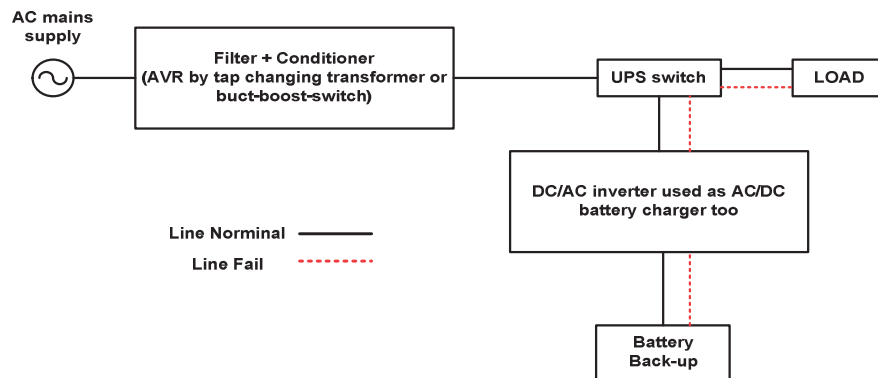 AC mains
supply
Filter + Conditioner
(AVR by tap changing transformer or
buct-boost-switch)
UPS switch
LOAD
DC/AC inverter used as AC/DC
battery charger too
Line Norminal
Line Fail
Battery
Back-up